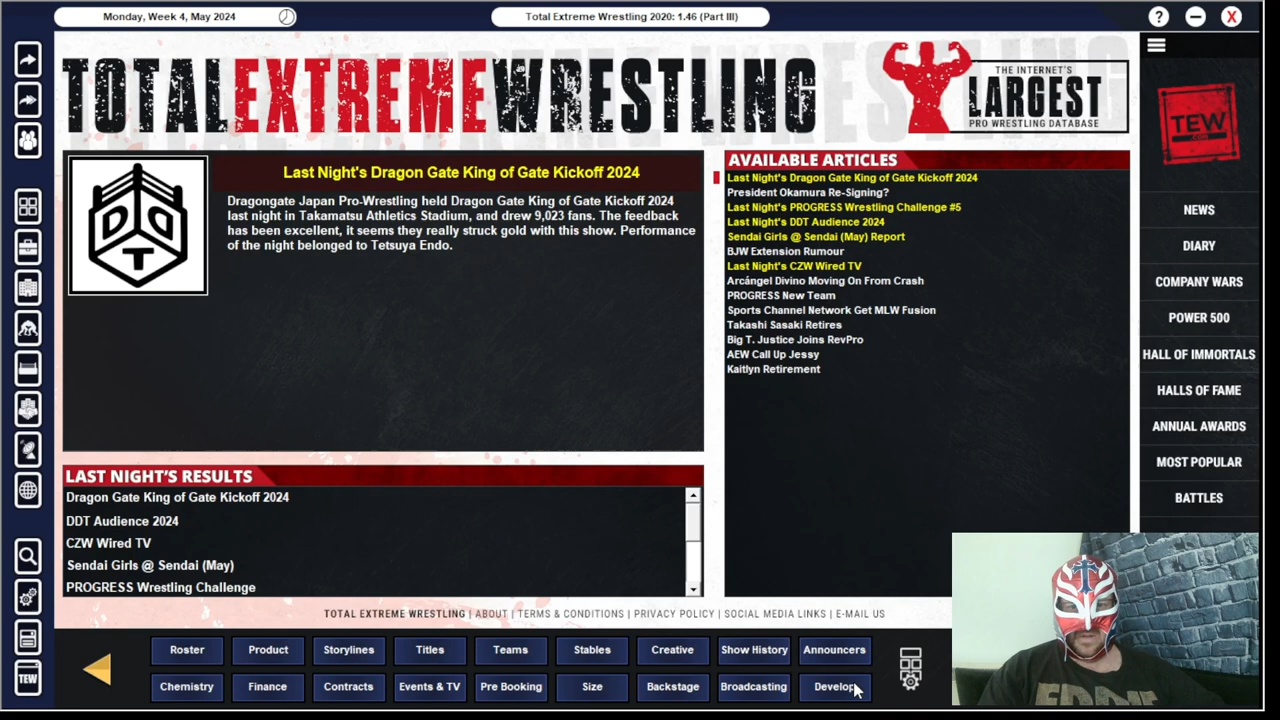 Monday, Week 4, May 2024
Total Extreme Wrestling 2020: 1.46 (Part III)
? X
TOTALEXTREMEWRESTLING
THE INTERNET'S
LARGEST
PRO WRESTLING DATABASE
TEW
.COM
DDT
Last Night's Dragon Gate King of Gate Kickoff 2024
Dragongate Japan Pro-Wrestling held Dragon Gate King of Gate Kickoff 2024
last night in Takamatsu Athletics Stadium, and drew 9,023 fans. The feedback
has been excellent, it seems they really struck gold with this show. Performance
of the night belonged to Tetsuya Endo.
AVAILABLE ARTICLES
Last Night's Dragon Gate King of Gate Kickoff 2024
President Okamura Re-Signing?
Last Night's PROGRESS Wrestling Challenge #5
Last Night's DDT Audience 2024
Sendai Girls @ Sendai (May) Report
BJW Extension Rumour
Last Night's CZW Wired TV
Arcángel Divino Moving On From Crash
PROGRESS New Team
Sports Channel Network Get MLW Fusion
Takashi Sasaki Retires
Big T. Justice Joins RevPro
AEW Call Up Jessy
Kaitlyn Retirement
NEWS
DIARY
COMPANY WARS
POWER 500
HALL OF IMMORTALS
HALLS OF FAME
ANNUAL AWARDS
MOST POPULAR
BATTLES
LAST NIGHT'S RESULTS
Dragon Gate King of Gate Kickoff 2024
DDT Audience 2024
CZW Wired TV
Sendai Girls @ Sendai (May)
PROGRESS Wrestling Challenge
TOTAL EXTREME WRESTLING | ABOUT | TERMS & CONDITIONS | PRIVACY POLICY | SOCIAL MEDIA LINKS | E-MAIL US
Roster Product Storylines Titles Teams Stables Creative Show History Announcers
Chemistry Finance Contracts Events & TV Pre Booking Size Backstage Broadcasting Develop
TEW
EDDIE